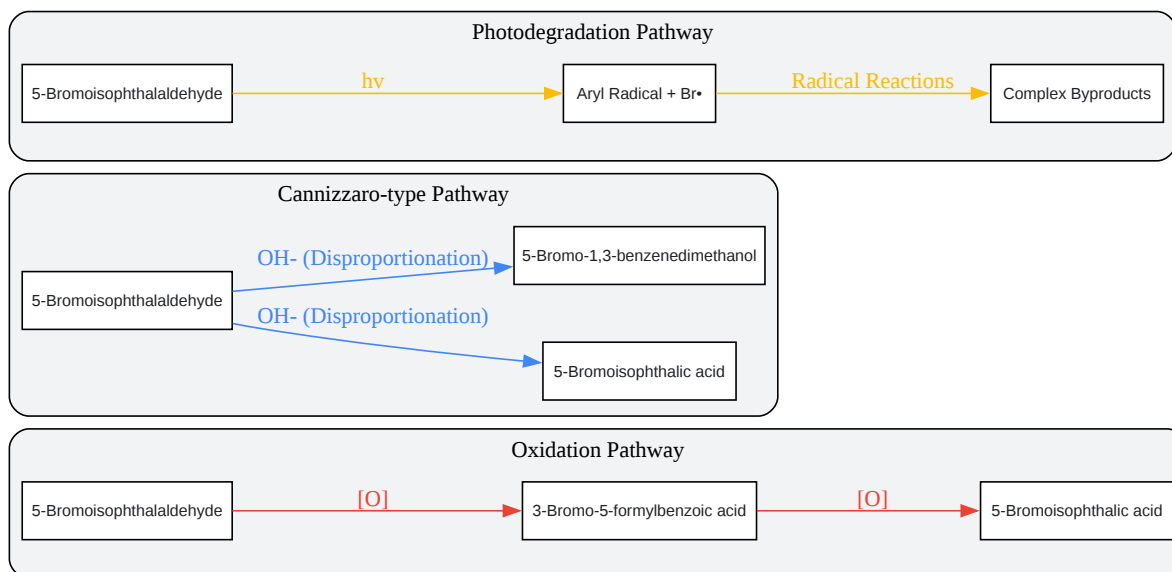 Photodegradation Pathway
5-Bromoisophthalaldehyde
hv
Aryl Radical + Br•
Radical Reactions
Complex Byproducts
Cannizzaro-type Pathway
5-Bromoisophthalaldehyde
OH- (Disproportionation)
5-Bromo-1,3-benzenedimethanol
OH- (Disproportionation)
5-Bromoisophthalic acid
Oxidation Pathway
5-Bromoisophthalaldehyde
[O]
3-Bromo-5-formylbenzoic acid
[O]
5-Bromoisophthalic acid